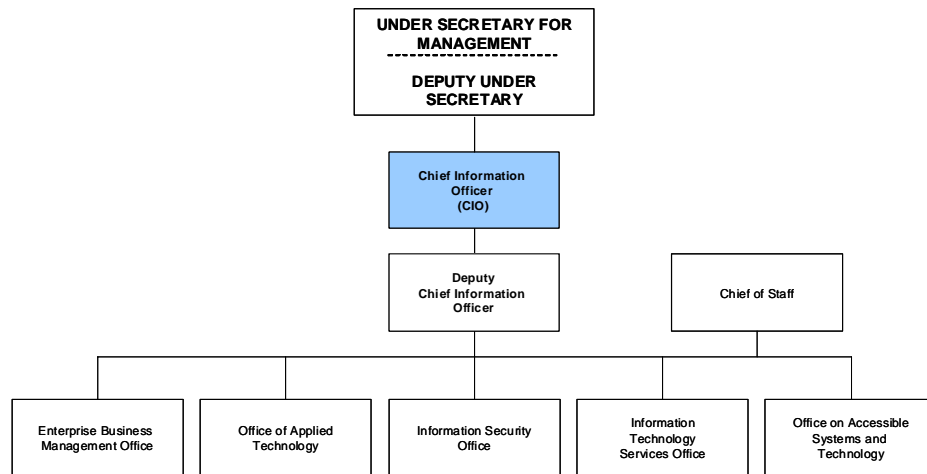 UNDER SECRETARY FOR
MANAGEMENT
DEPUTY UNDER
SECRETARY
Chief Information
Officer
(CIO)
Deputy
Chief Information
Officer
Chief of Staff
Enterprise Business
Management Office
Office of Applied
Technology
Information Security
Office
Information
Technology
Services Office
Office on Accessible
Systems and
Technology